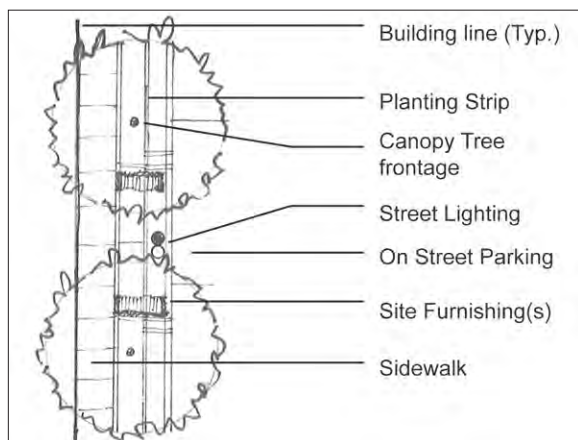 Building line (Typ.)
Planting Strip
Canopy Tree
frontage
Street Lighting
On Street Parking
Site Furnishing(s)
Sidewalk